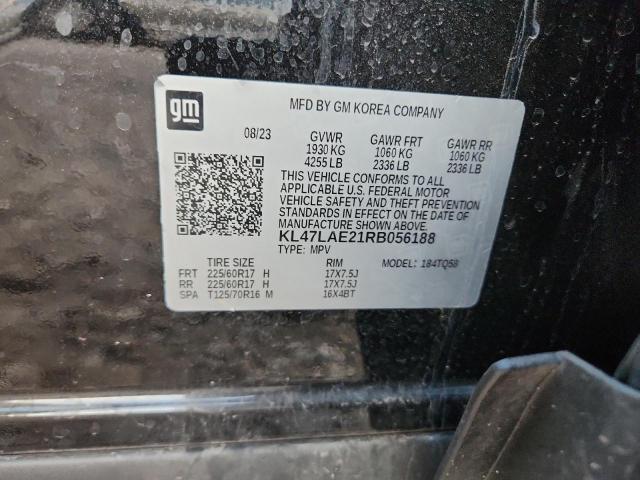 gm
MFD BY GM KOREA COMPANY
08/23 GVWR GAWR FRT GAWR RR
1930 KG 1060 KG 1060 KG
4255 LB 2336 LB 2336 LB
THIS VEHICLE CONFORMS TO ALL
APPLICABLE U.S. FEDERAL MOTOR
VEHICLE SAFETY AND THEFT PREVENTION
STANDARDS IN EFFECT ON THE DATE OF
MANUFACTURE SHOWN ABOVE.
KL47LAE21RB056188
TYPE: MPV MODEL: 184TQ58
TIRE SIZE RIM
FRT 225/60R17 H 17X7.5J
RR 225/60R17 H 17X7.5J
SPA T125/70R16 M 16X4BT